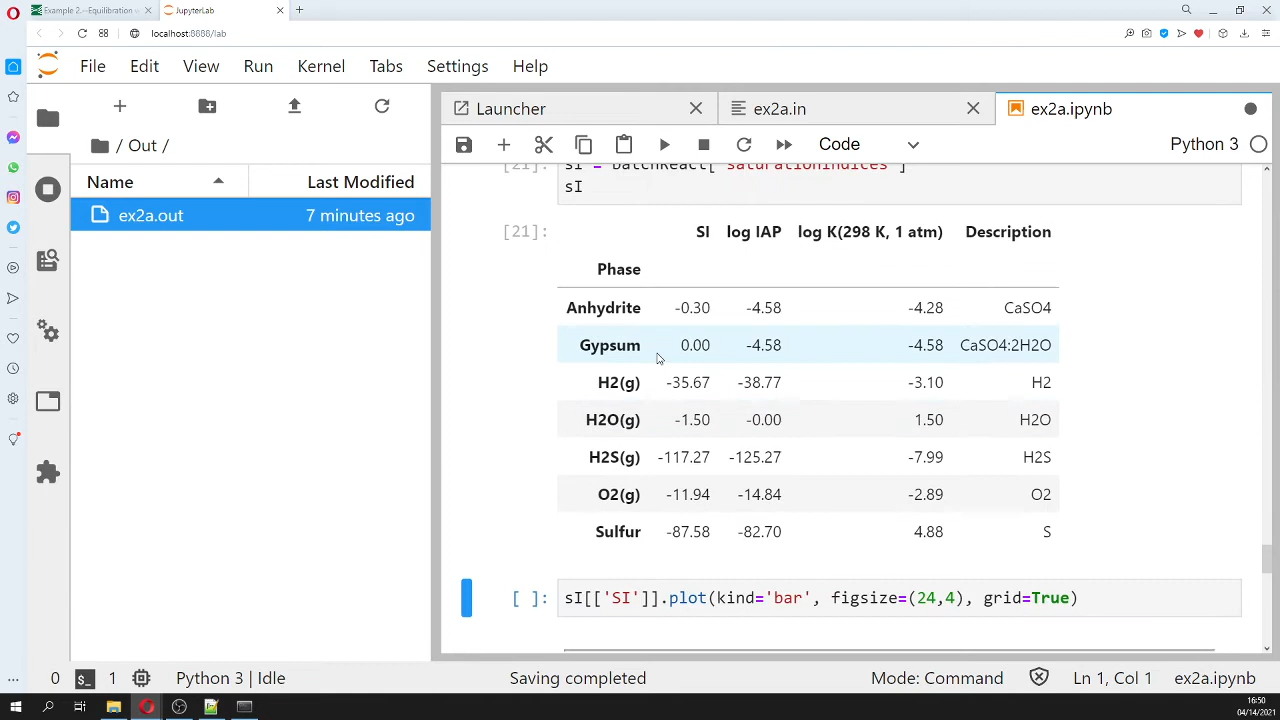 Example 2.--Equilibration
JupyterLab
localhost:8888/lab
File Edit View Run Kernel Tabs Settings Help
Launcher
ex2a.in
ex2a.ipynb
/ Out /
Code
Python 3
Name
Last Modified
ex2a.out
7 minutes ago
[21]:
sI = batchReact["saturationIndices"]
sI
[21]:
SI log IAP log K(298 K, 1 atm) Description
Phase
Anhydrite -0.30 -4.58 -4.28 CaSO4
Gypsum 0.00 -4.58 -4.58 CaSO4:2H2O
H2(g) -35.67 -38.77 -3.10 H2
H2O(g) -1.50 -0.00 1.50 H2O
H2S(g) -117.27 -125.27 -7.99 H2S
O2(g) -11.94 -14.84 -2.89 O2
Sulfur -87.58 -82.70 4.88 S
[ ]: sI[['SI']].plot(kind='bar', figsize=(24,4), grid=True)
0 1 Python 3 | Idle Saving completed Mode: Command Ln 1, Col 1 ex2a.ipynb
16:50
04/14/2021